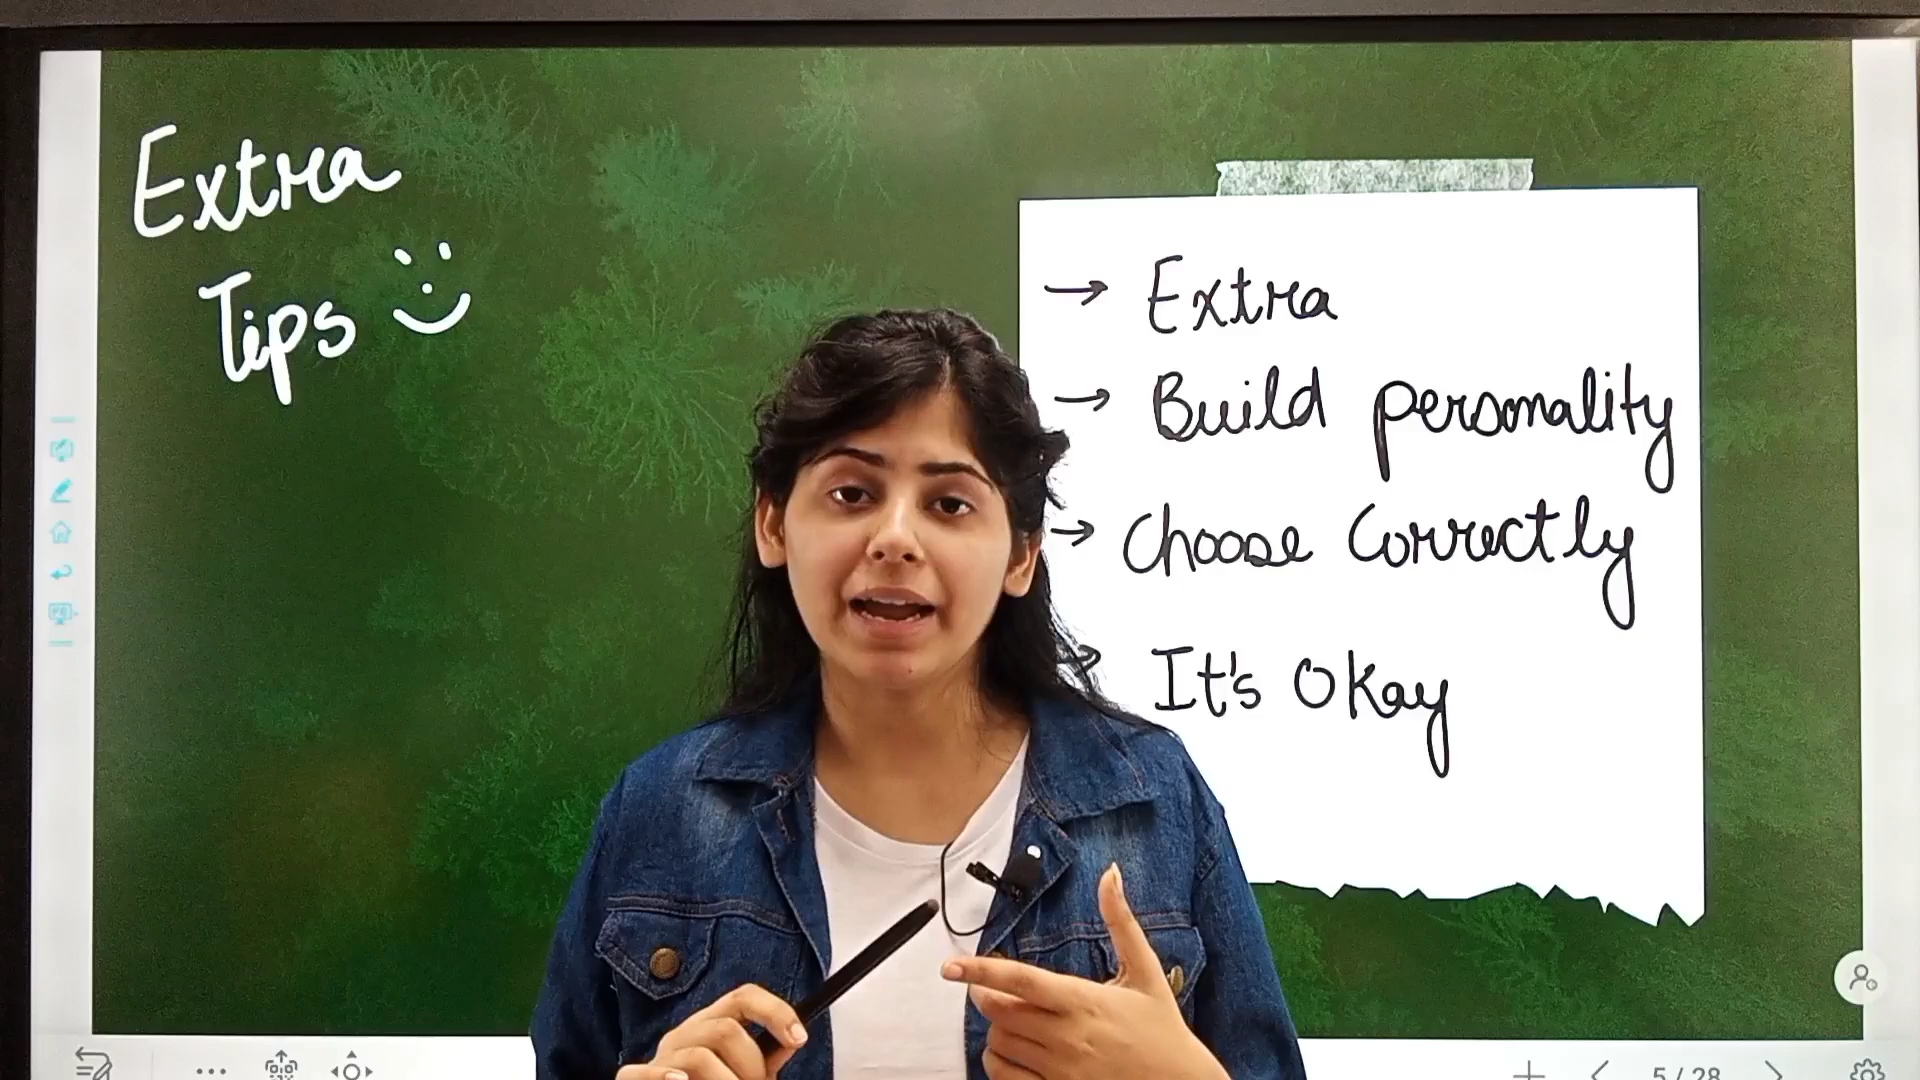 Extra
Tips
→ Extra
→ Build personality
→ Choose Correctly
→ It's Okay
5/28